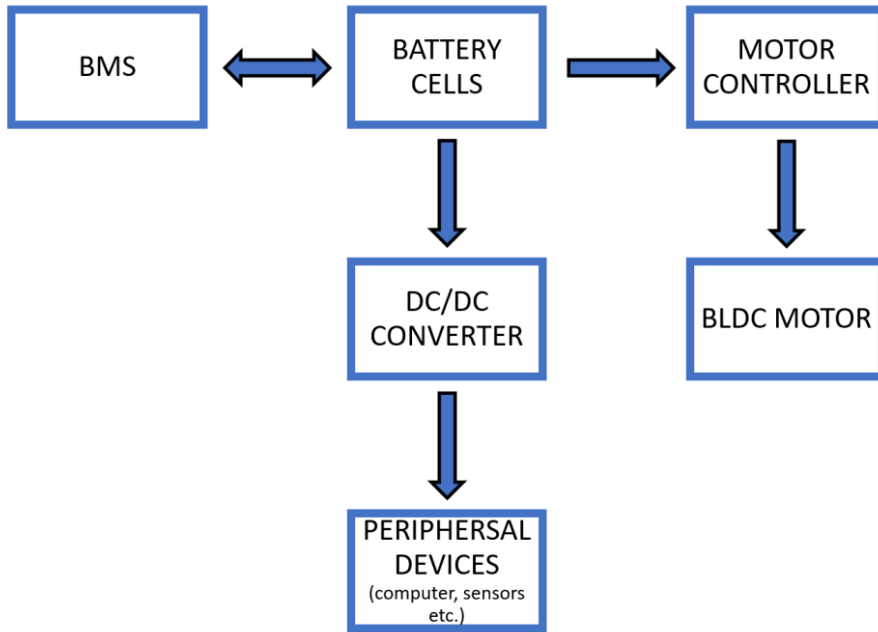 BMS
BATTERY
CELLS
MOTOR
CONTROLLER
DC/DC
CONVERTER
BLDC MOTOR
PERIPHERSAL
DEVICES
(computer, sensors
etc.)